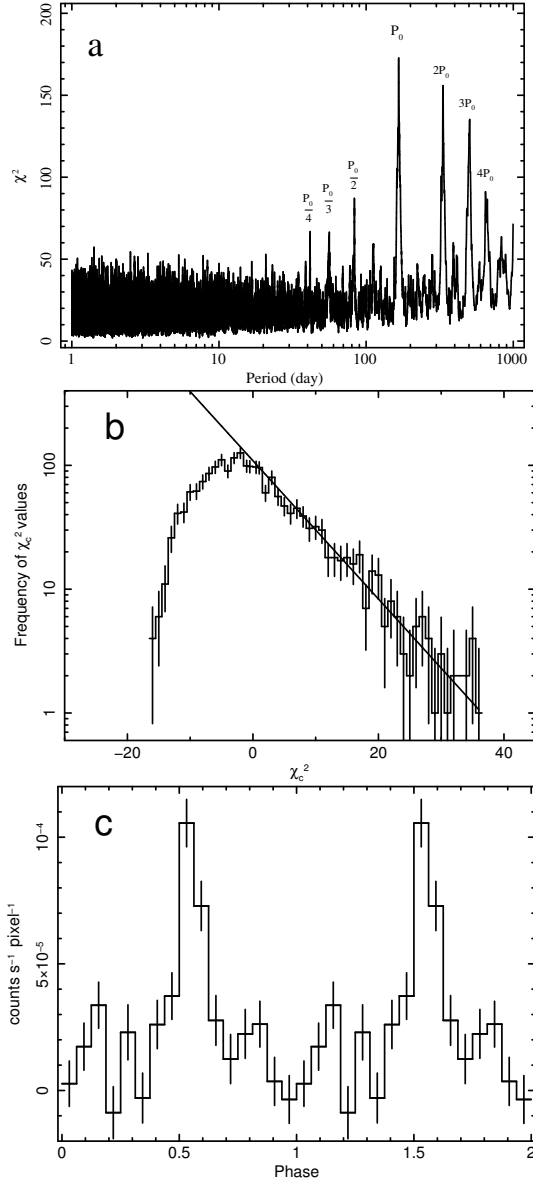 a
χ²
200
150
100
50
0
P₀
2P₀
3P₀
4P₀
P₀/2
P₀/3
P₀/4
1 10 100 1000
Period (day)
b
Frequency of χc² values
100
10
1
−20 0 20 40
χc²
c
counts s⁻¹ pixel⁻¹
10⁻⁴
5×10⁻⁵
0
0 0.5 1 1.5 2
Phase